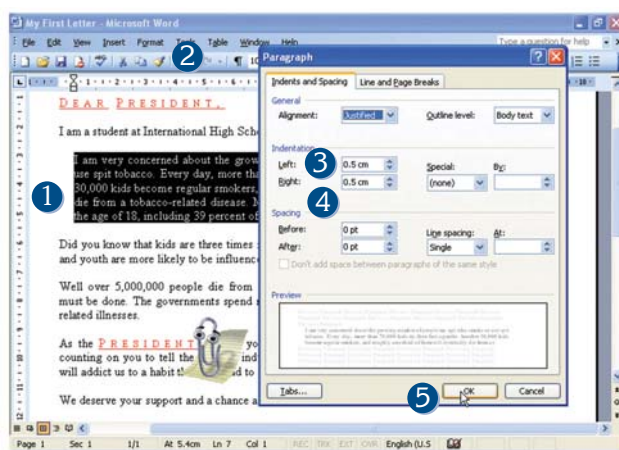 My First Letter - Microsoft Word
File Edit View Insert Format Tools Table Window Help
Type a question for help
2
1
DEAR PRESIDENT,
I am a student at International High
I am very concerned about the
use spit tobacco. Every day, more
30,000 kids become regular smokers,
die from a tobacco-related disease.
the age of 18, including 39 percent of
Did you know that kids are three times
and youth are more likely to be
Well over 5,000,000 people die from
must be done. The governments spend
related illnesses.
As the PRESIDENT
counting on you to tell the
will addict us to a habit
We deserve your support and a chance
Paragraph
Indents and Spacing Line and Page Breaks
General
Alignment: Justified Outline level: Body text
Indentation
Left: 3 0.5 cm Special: By:
Right: 0.5 cm (none)
4
Spacing
Before: 0 pt Line spacing: At:
After: 0 pt Single
Don't add space between paragraphs of the same style
Preview
Tabs... 5 OK Cancel
Page 1 Sec 1 1/1 At 5.4cm Ln 7 Col 1 REC TRK EXT OVR English (U.S